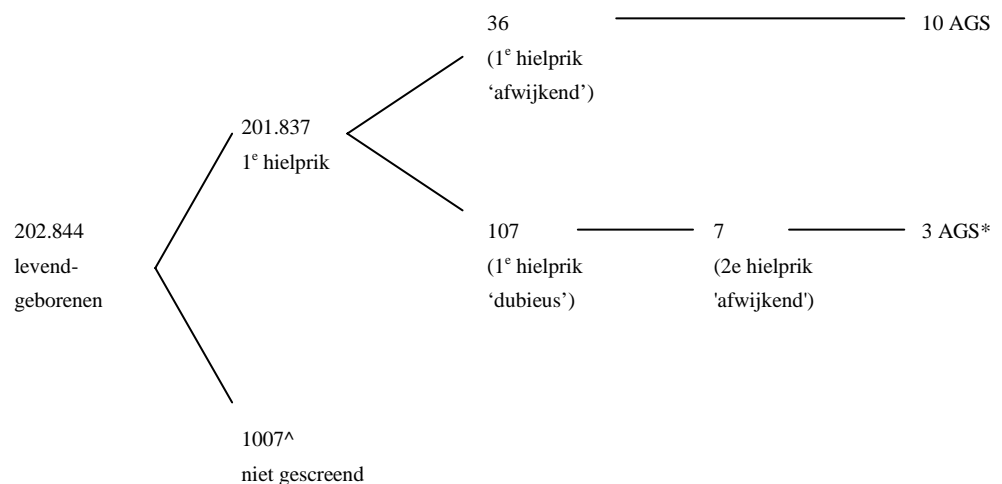 36
(1e hielprik
‘afwijkend’)
10 AGS
201.837
1e hielprik
202.844
levend-
geborenen
107
(1e hielprik
‘dubieus’)
7
(2e hielprik
'afwijkend')
3 AGS*
1007^
niet gescreend